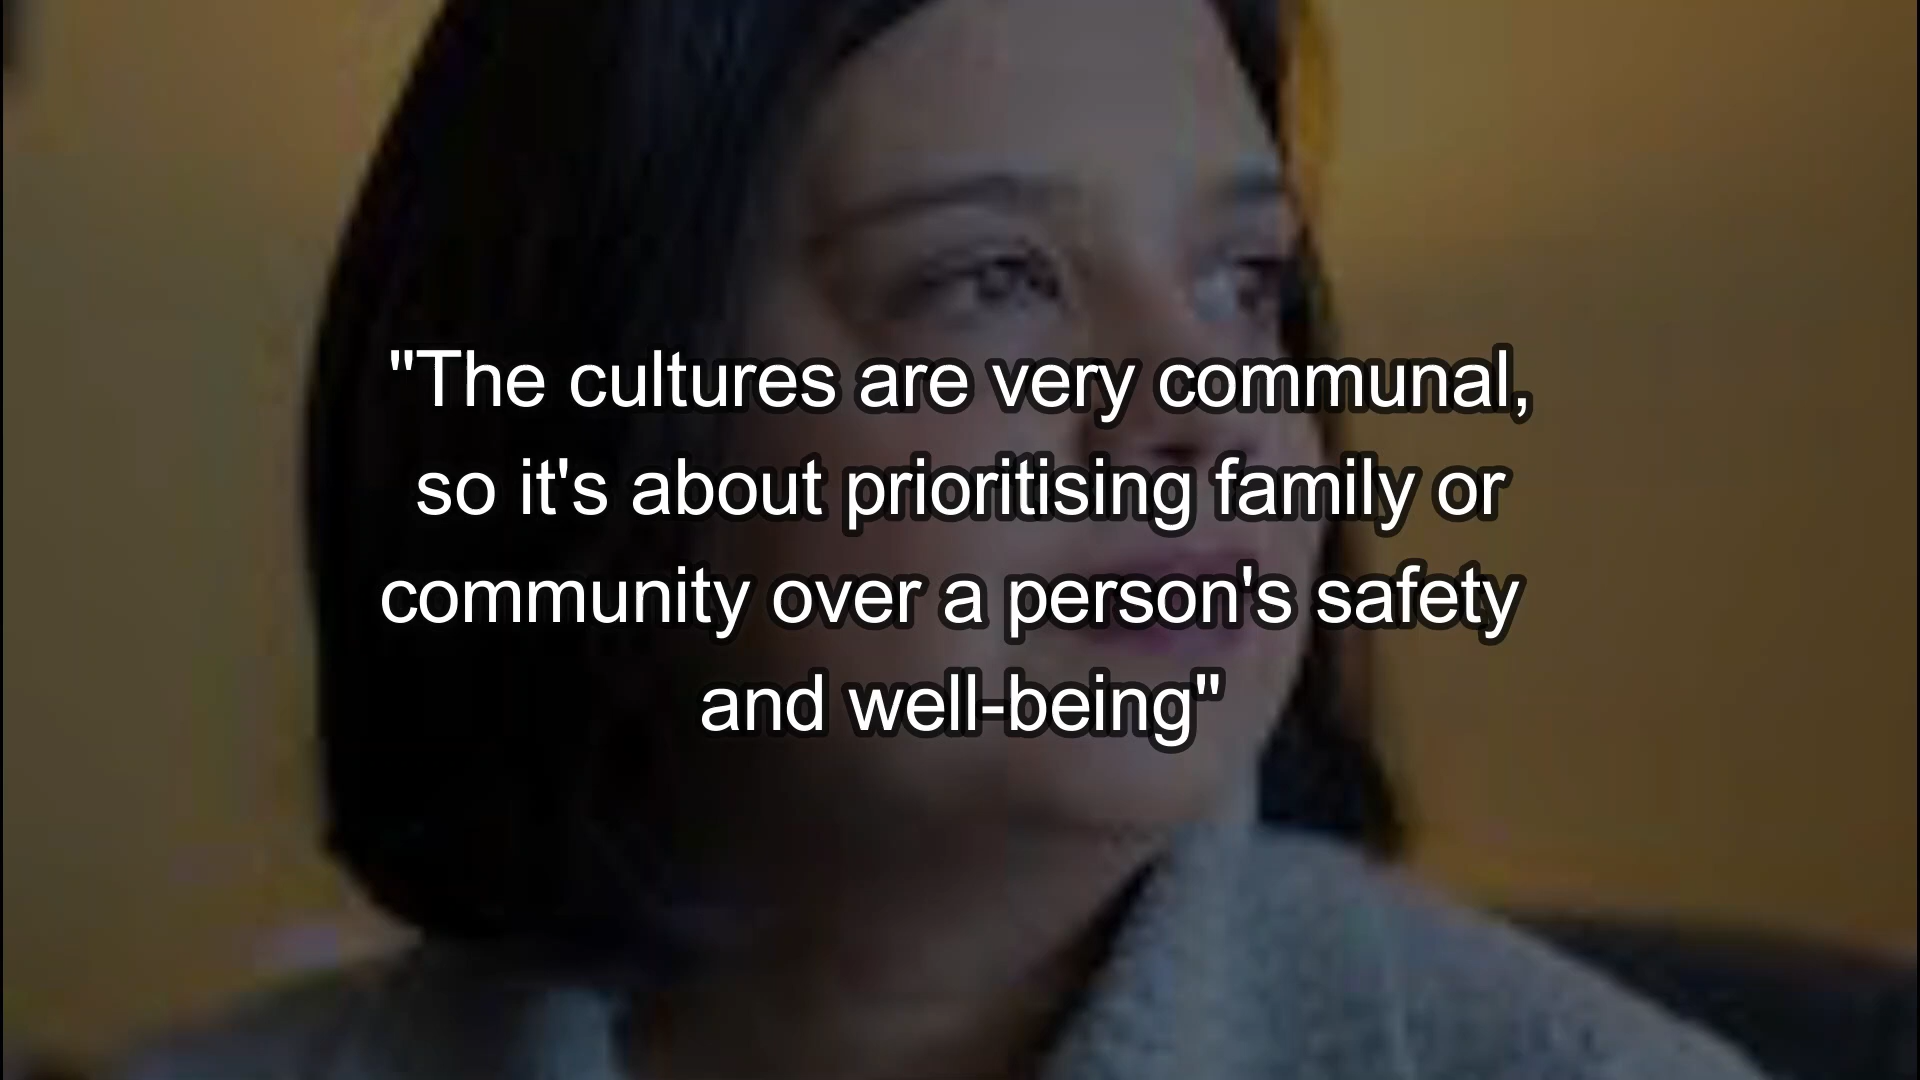 "The cultures are very communal,
so it's about prioritising family or
community over a person's safety
and well-being"